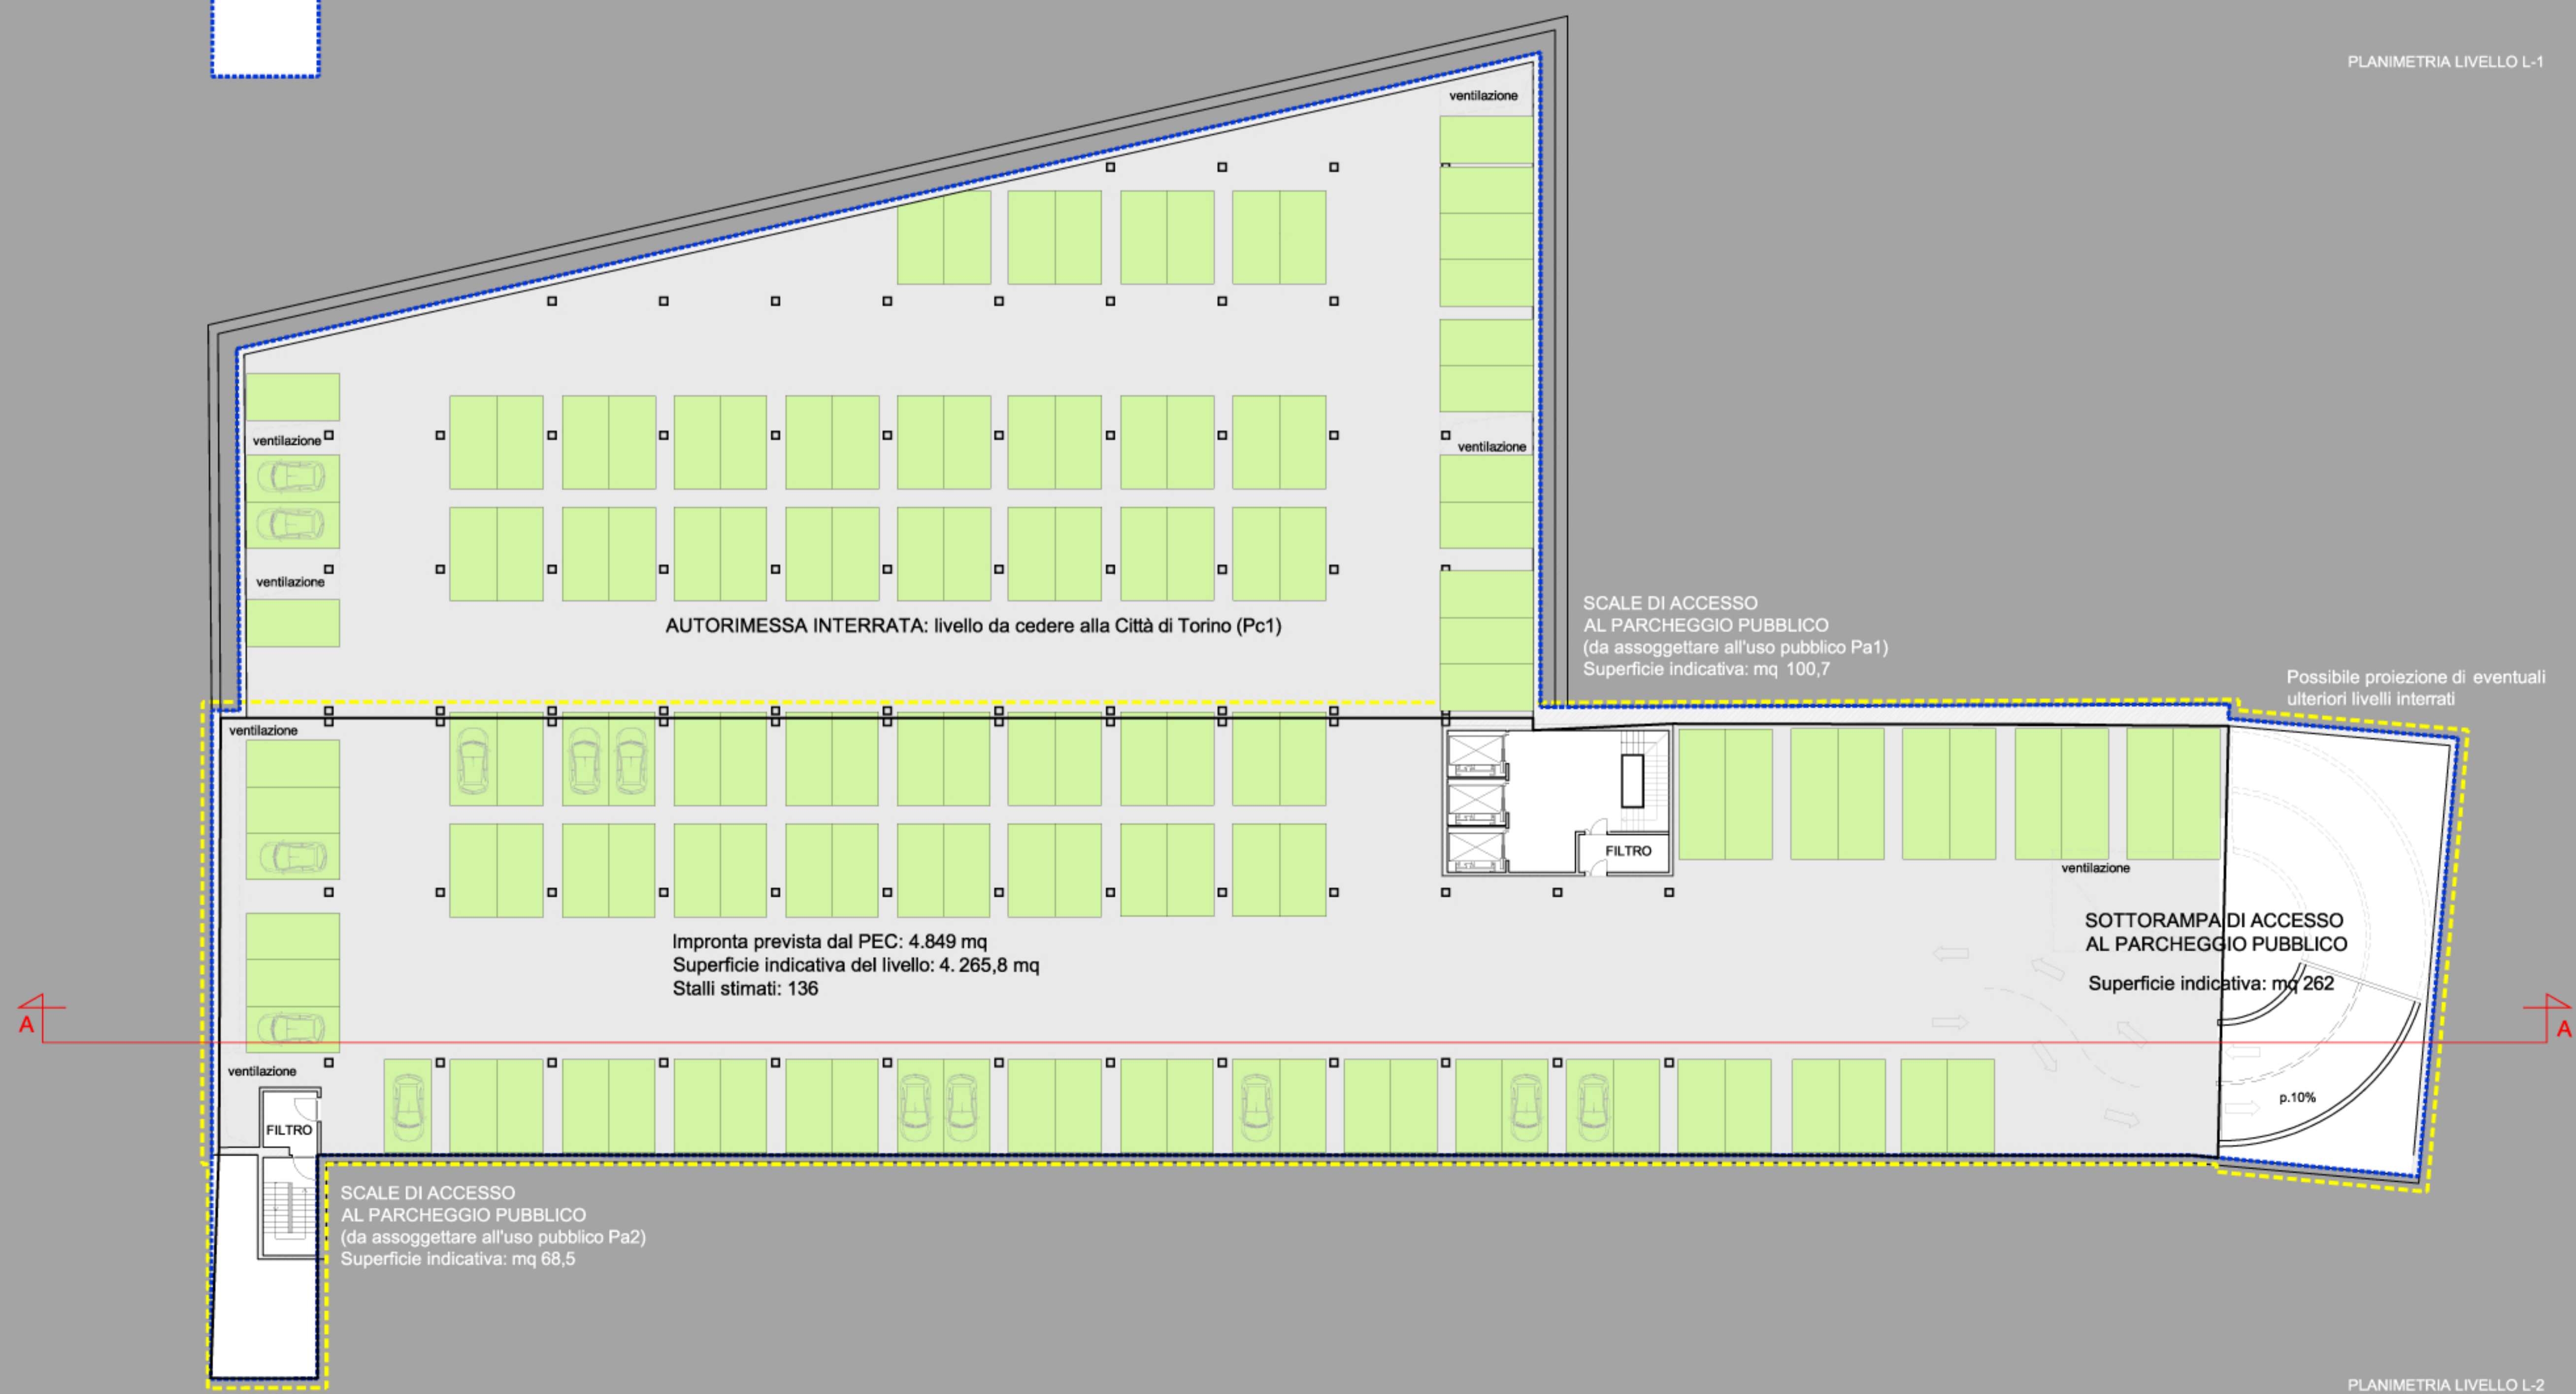 PLANIMETRIA LIVELLO L-1
ventilazione
ventilazione
ventilazione
ventilazione
SCALE DI ACCESSO
AL PARCHEGGIO PUBBLICO
(da assoggettare all'uso pubblico Pa1)
Superficie indicativa: mq 100,7
AUTORIMESSA INTERRATA: livello da cedere alla Città di Torino (Pc1)
Possibile proiezione di eventuali
ulteriori livelli interrati
ventilazione
FILTRO
ventilazione
SOTTORAMPA DI ACCESSO
AL PARCHEGGIO PUBBLICO
Superficie indicativa: mq 262
Impronta prevista dal PEC: 4.849 mq
Superficie indicativa del livello: 4.265,8 mq
Stalli stimati: 136
A
A
ventilazione
p.10%
FILTRO
SCALE DI ACCESSO
AL PARCHEGGIO PUBBLICO
(da assoggettare all'uso pubblico Pa2)
Superficie indicativa: mq 68,5
PLANIMETRIA LIVELLO L-2